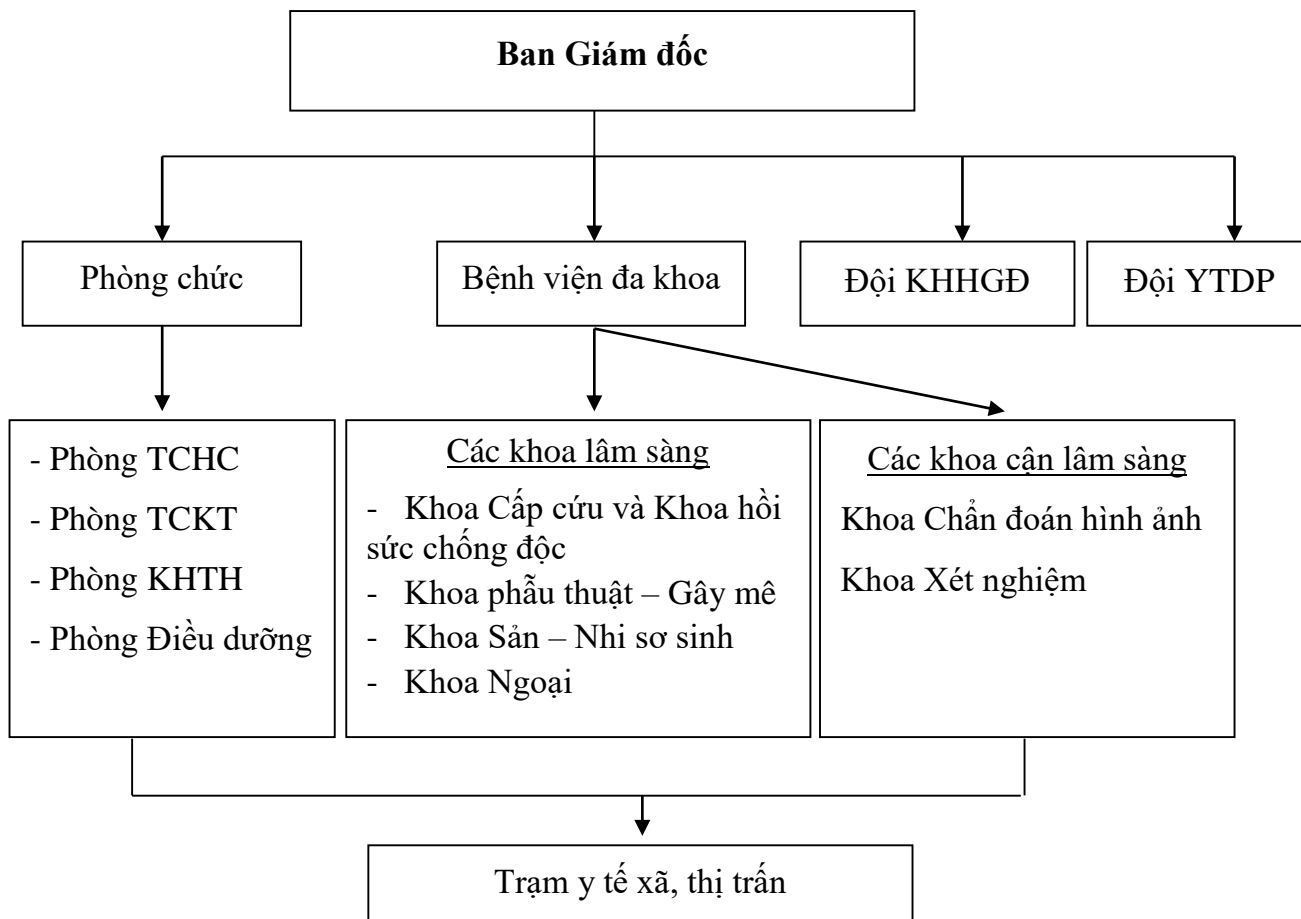 Ban Giám đốc
Phòng chức
Bệnh viện đa khoa
Đội KHHGĐ
Đội YTDP
- Phòng TCHC
- Phòng TCKT
- Phòng KHTH
- Phòng Điều dưỡng
Các khoa lâm sàng
- Khoa Cấp cứu và Khoa hồi
sức chống độc
- Khoa phẫu thuật – Gây mê
- Khoa Sản – Nhi sơ sinh
- Khoa Ngoại
Các khoa cận lâm sàng
Khoa Chẩn đoán hình ảnh
Khoa Xét nghiệm
Trạm y tế xã, thị trấn